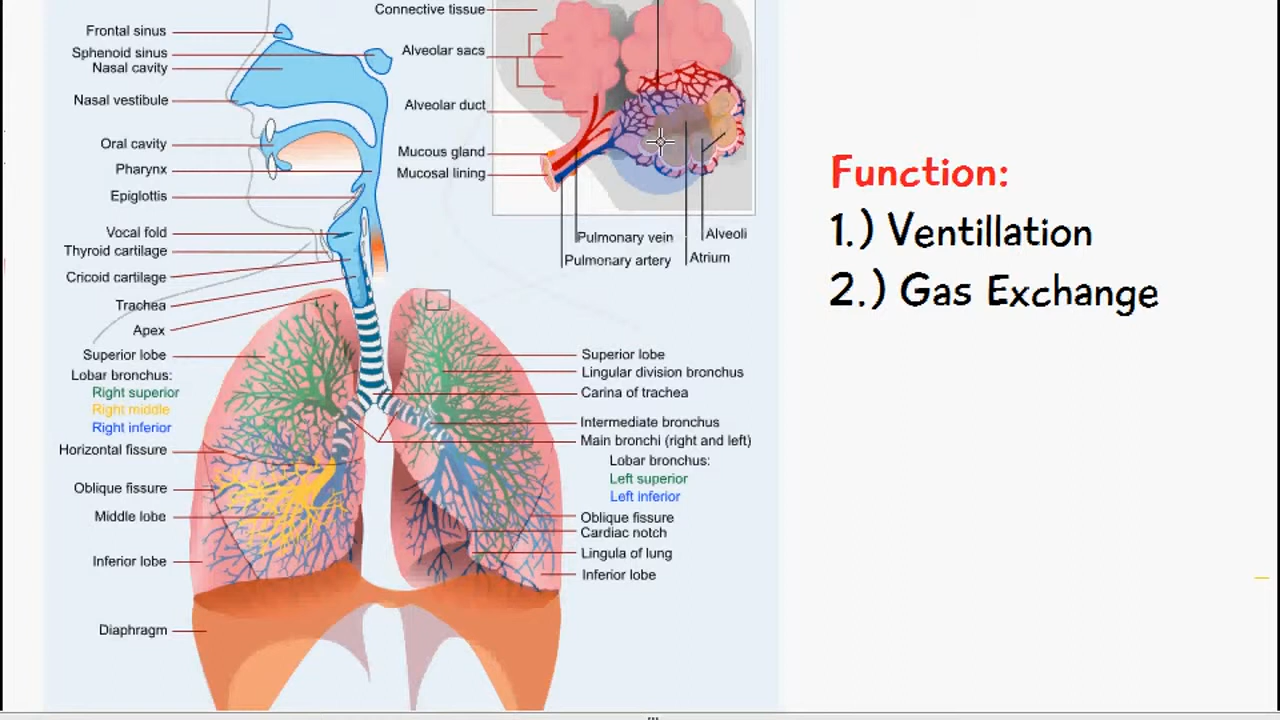 Connective tissue
Frontal sinus
Sphenoid sinus
Alveolar sacs
Nasal cavity
Nasal vestibule
Alveolar duct
Oral cavity
Mucous gland
Pharynx
Mucosal lining
Epiglottis
Vocal fold
Pulmonary vein
Alveoli
Thyroid cartilage
Pulmonary artery
Atrium
Cricoid cartilage
Trachea
Apex
Superior lobe
Lobar bronchus:
Right superior
Right middle
Right inferior
Horizontal fissure
Oblique fissure
Middle lobe
Inferior lobe
Diaphragm
Superior lobe
Lingular division bronchus
Carina of trachea
Intermediate bronchus
Main bronchi (right and left)
Lobar bronchus:
Left superior
Left inferior
Oblique fissure
Cardiac notch
Lingula of lung
Inferior lobe
Function:
1.) Ventillation
2.) Gas Exchange